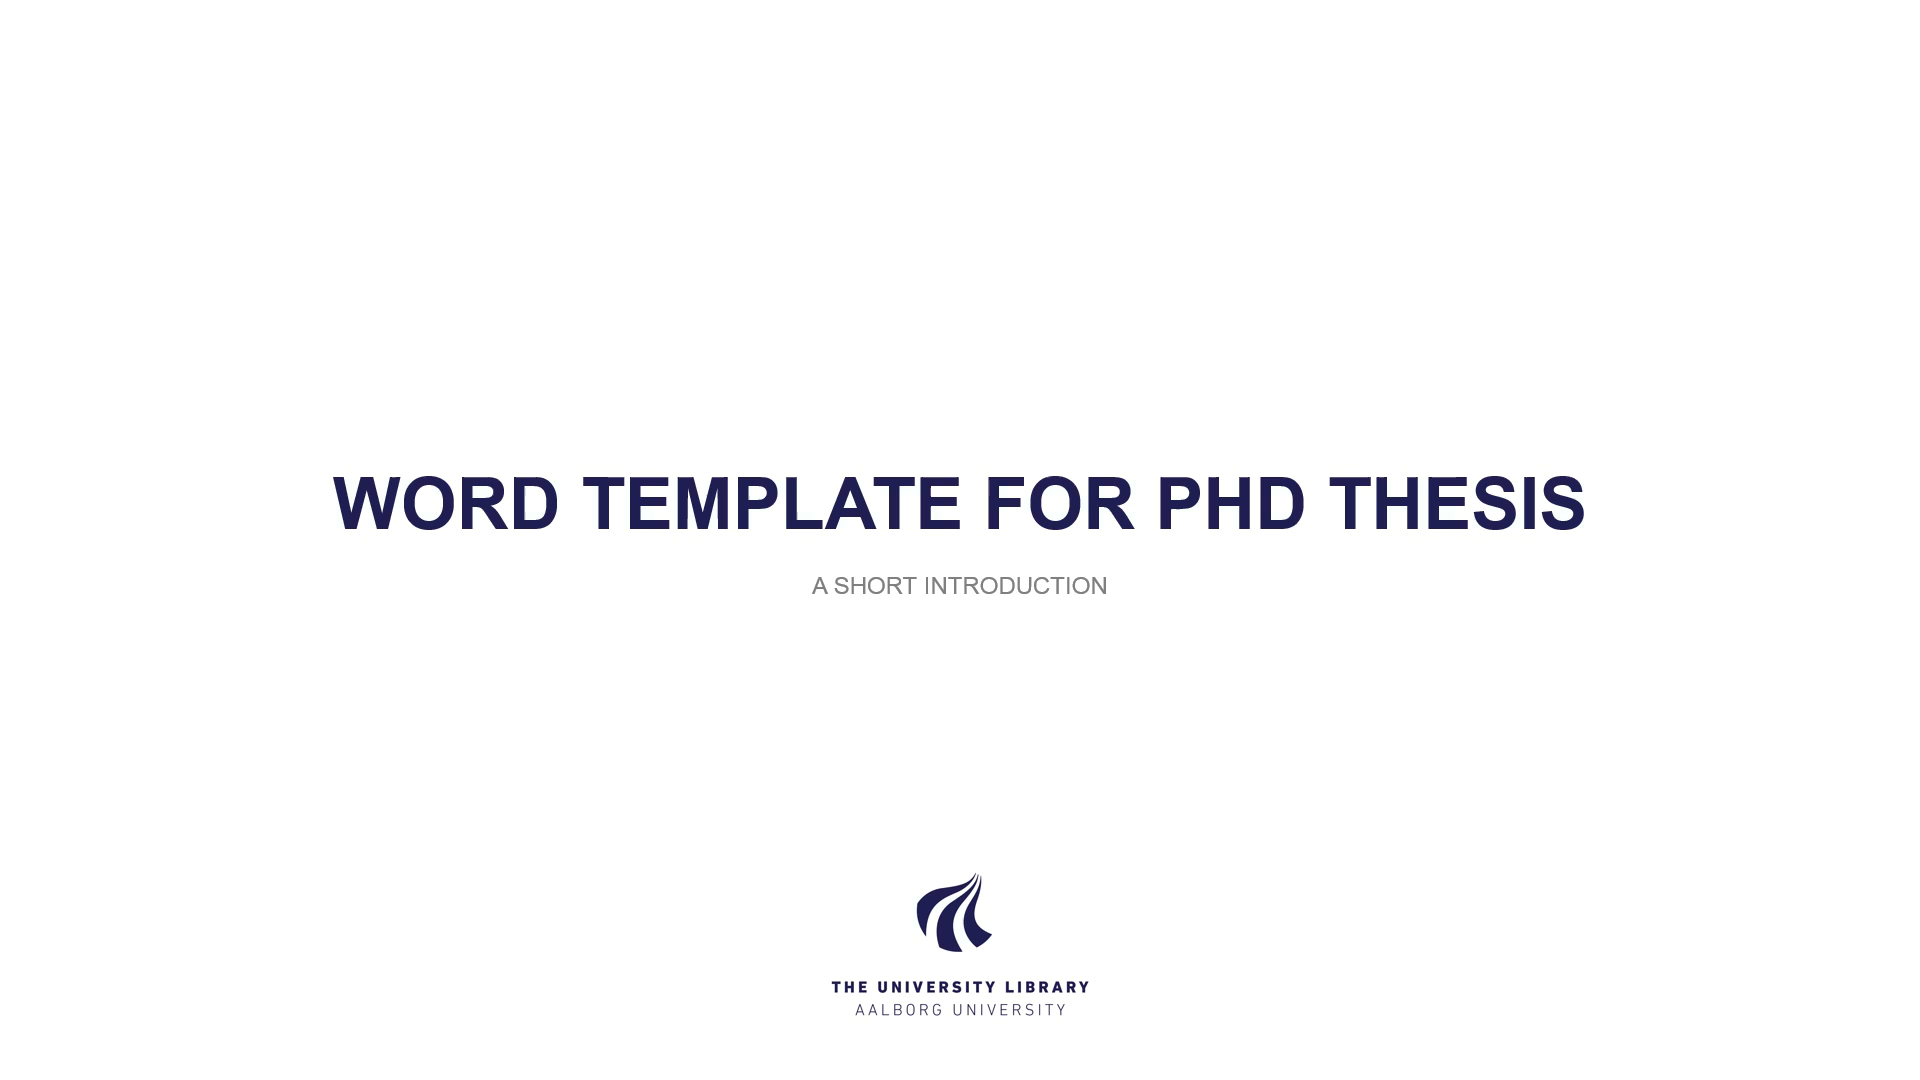 WORD TEMPLATE FOR PHD THESIS
A SHORT INTRODUCTION
THE UNIVERSITY LIBRARY
AALBORG UNIVERSITY